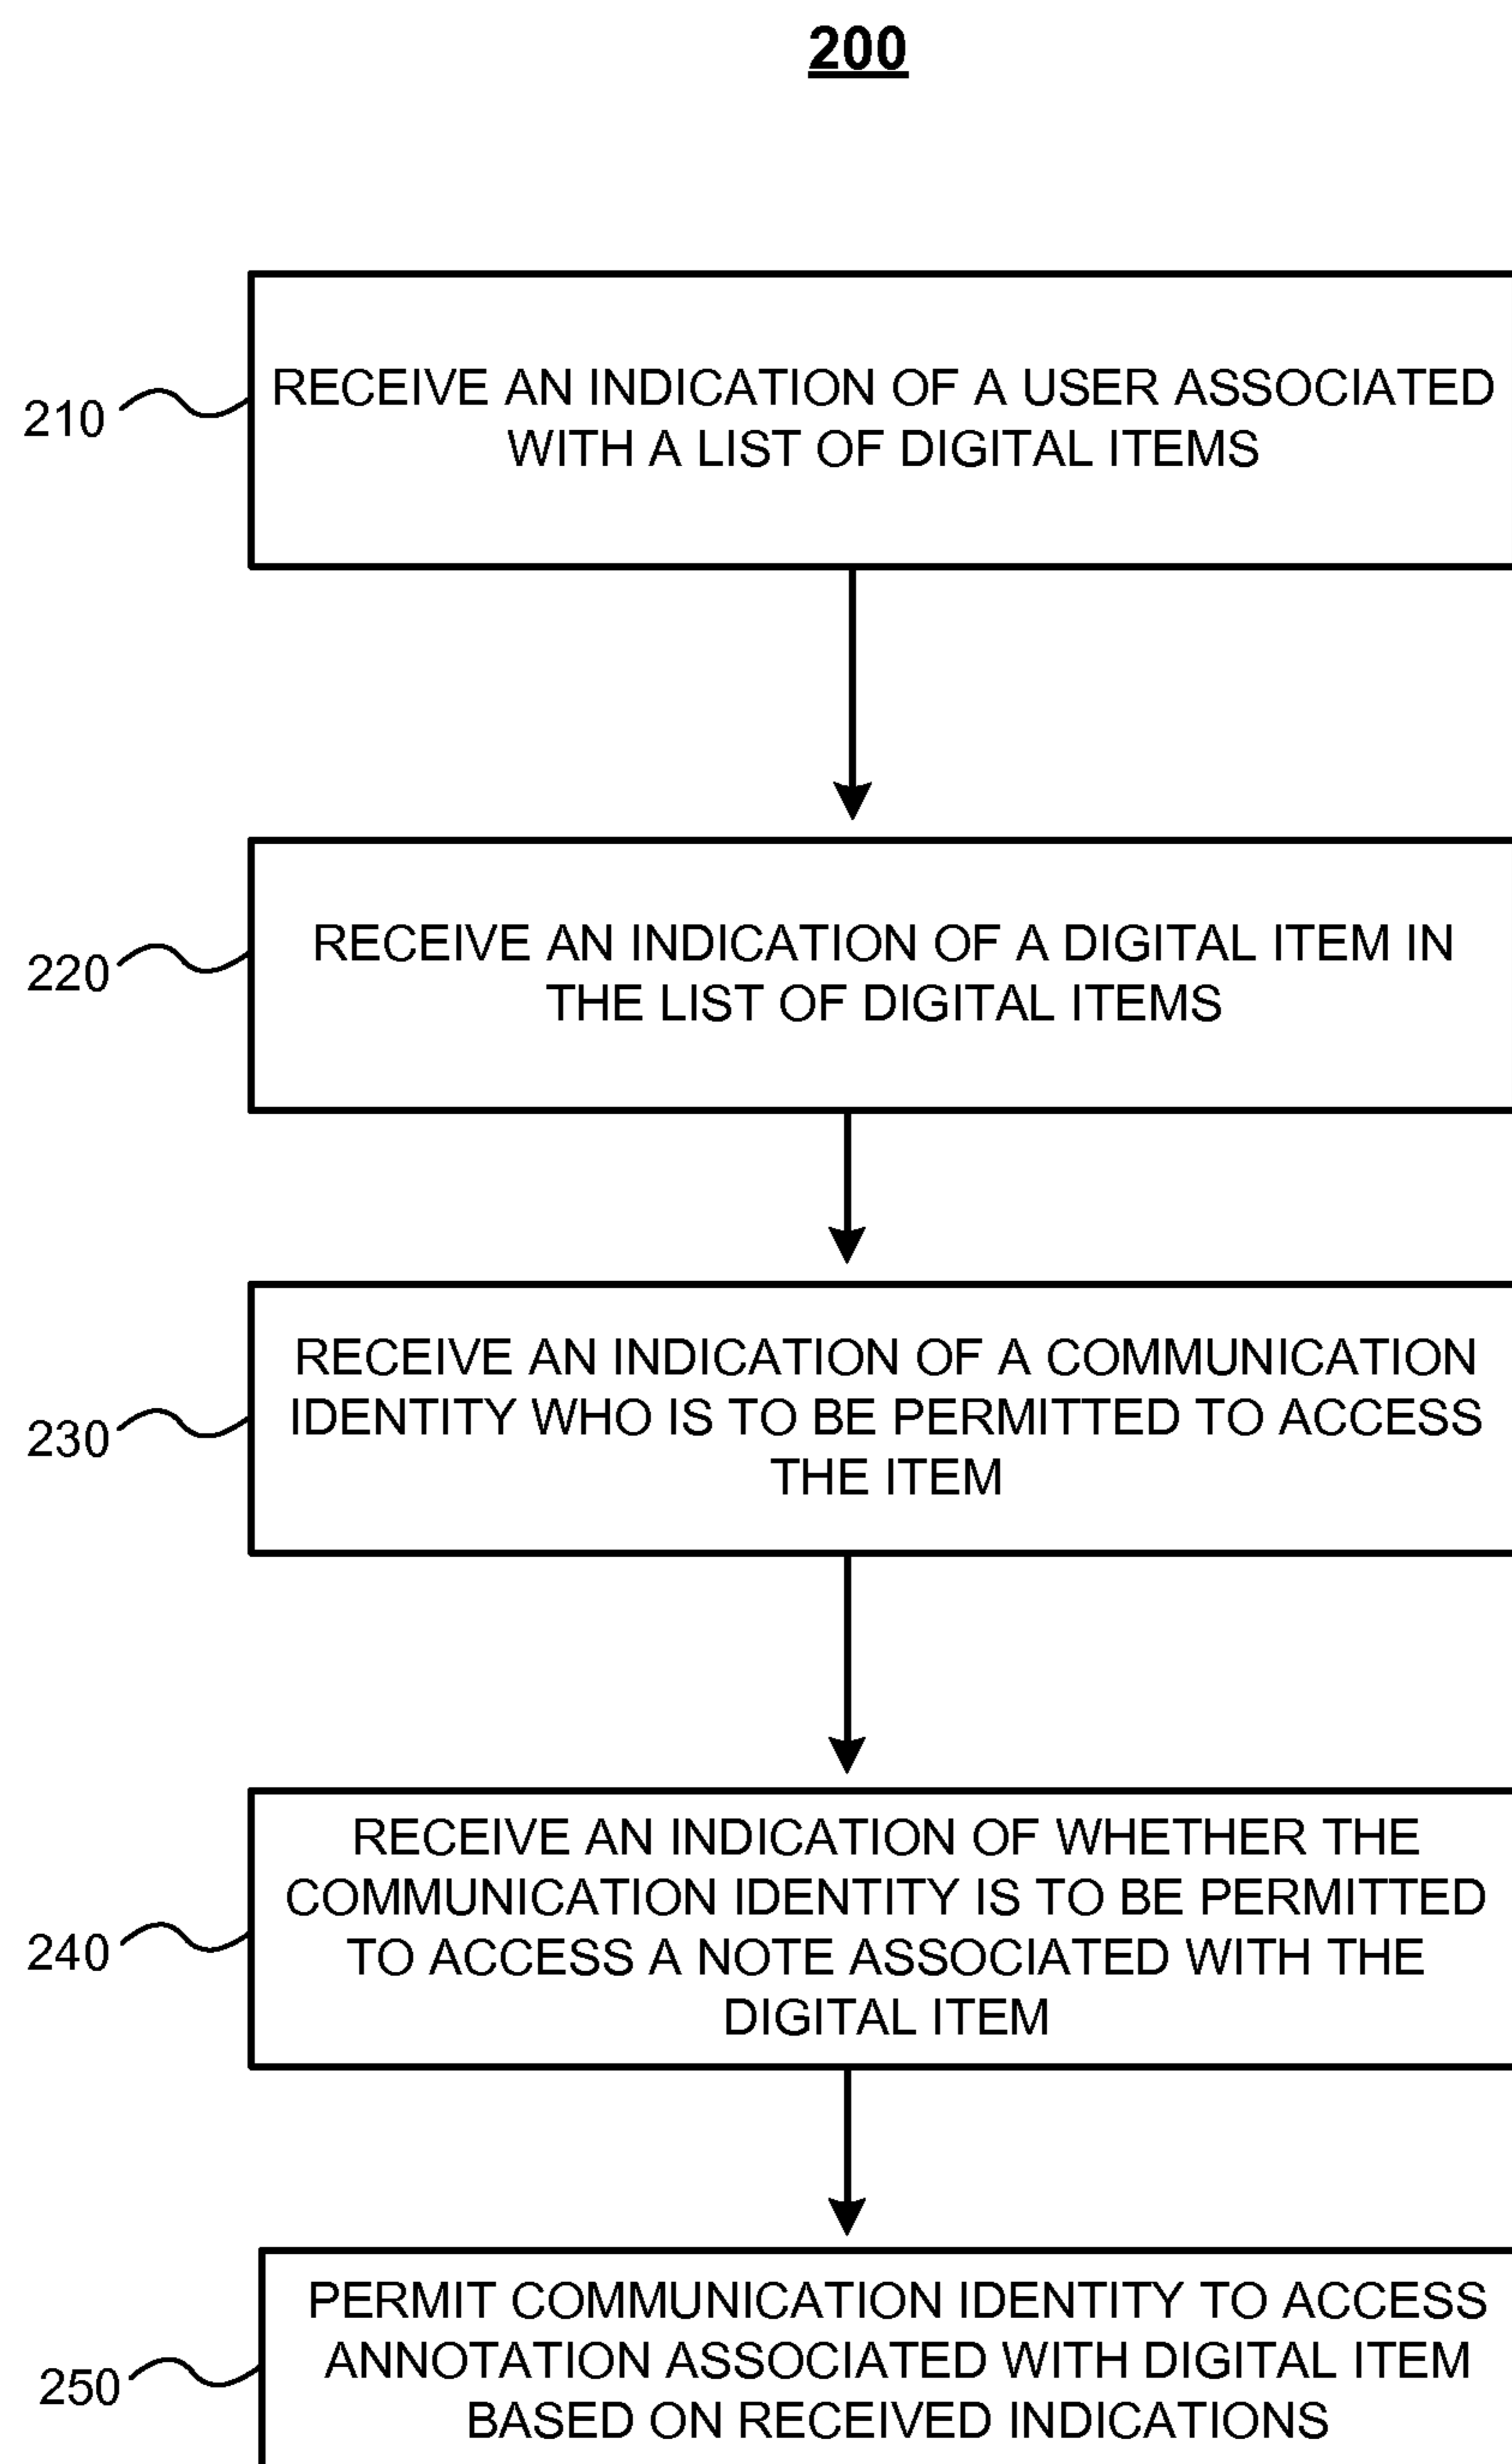 200
210
RECEIVE AN INDICATION OF A USER ASSOCIATED
WITH A LIST OF DIGITAL ITEMS
220
RECEIVE AN INDICATION OF A DIGITAL ITEM IN
THE LIST OF DIGITAL ITEMS
230
RECEIVE AN INDICATION OF A COMMUNICATION
IDENTITY WHO IS TO BE PERMITTED TO ACCESS
THE ITEM
240
RECEIVE AN INDICATION OF WHETHER THE
COMMUNICATION IDENTITY IS TO BE PERMITTED
TO ACCESS A NOTE ASSOCIATED WITH THE
DIGITAL ITEM
250
PERMIT COMMUNICATION IDENTITY TO ACCESS
ANNOTATION ASSOCIATED WITH DIGITAL ITEM
BASED ON RECEIVED INDICATIONS